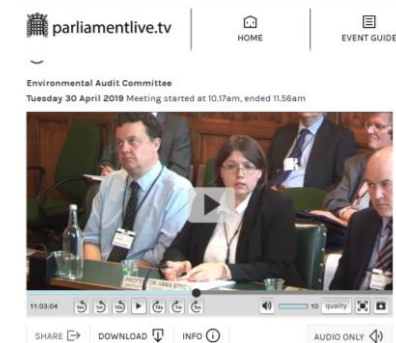 parliamentlive.tv
HOME
EVENT GUIDE
Environmental Audit Committee
Tuesday 30 April 2019 Meeting started at 10.17am, ended 11.56am
11:03:04
10 quality
SHARE DOWNLOAD INFO
AUDIO ONLY